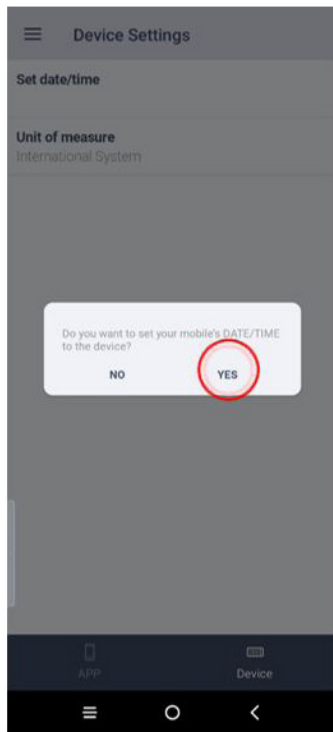 Device Settings
Set date/time
Unit of measure
International System
Do you want to set your mobile's DATE/TIME
to the device?
NO
YES
APP
Device